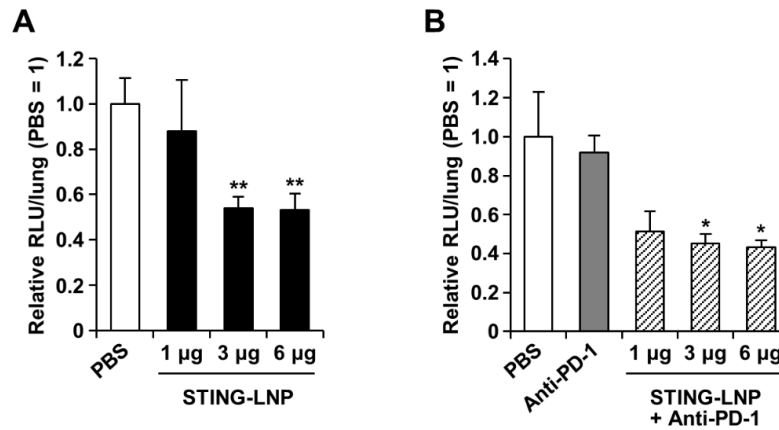 A
Relative RLU/lung (PBS = 1)
1.2
1.0
0.8
0.6
0.4
0.2
0
**
**
PBS
1 µg 3 µg 6 µg
STING-LNP
B
Relative RLU/lung (PBS = 1)
1.4
1.2
1.0
0.8
0.6
0.4
0.2
0
*
*
PBS
Anti-PD-1
1 µg 3 µg 6 µg
STING-LNP
+ Anti-PD-1